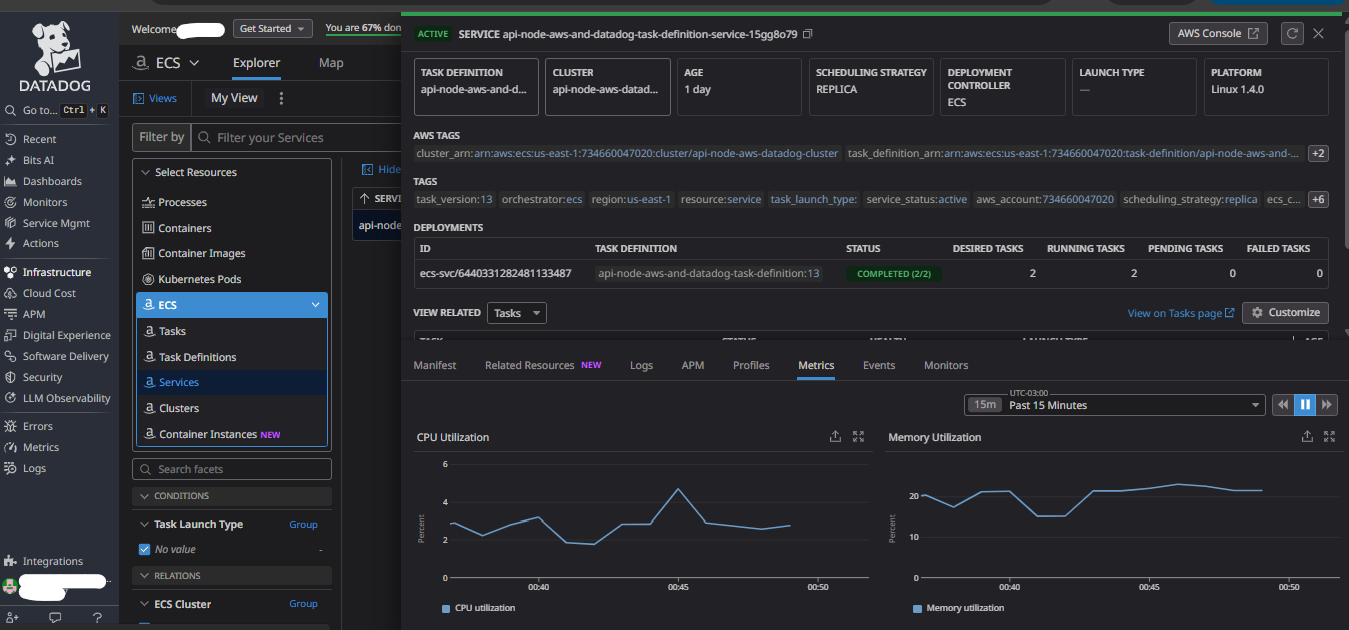 DATADOG
Go to... Ctrl + K
Recent
Bits AI
Dashboards
Monitors
Service Mgmt
Actions
Infrastructure
Cloud Cost
APM
Digital Experience
Software Delivery
Security
LLM Observability
Errors
Metrics
Logs
Integrations
Welcome
Get Started
You are 67% don
ECS
Explorer
Map
Views
My View
Filter by
Filter your Services
Select Resources
Processes
Containers
Container Images
Kubernetes Pods
ECS
Tasks
Task Definitions
Services
Clusters
Container Instances NEW
Search facets
CONDITIONS
Task Launch Type Group
No value -
RELATIONS
ECS Cluster Group
Hide
SERVI
api-node
ACTIVE SERVICE api-node-aws-and-datadog-task-definition-service-15gg8o79
AWS Console
TASK DEFINITION
api-node-aws-and-d...
CLUSTER
api-node-aws-datad...
AGE
1 day
SCHEDULING STRATEGY
REPLICA
DEPLOYMENT
CONTROLLER
ECS
LAUNCH TYPE
—
PLATFORM
Linux 1.4.0
AWS TAGS
cluster_arn:arn:aws:ecs:us-east-1:734660047020:cluster/api-node-aws-datadog-cluster task_definition_arn:arn:aws:ecs:us-east-1:734660047020:task-definition/api-node-aws-and-... +2
TAGS
task_version:13 orchestrator:ecs region:us-east-1 resource:service task_launch_type: service_status:active aws_account:734660047020 scheduling_strategy:replica ecs_c... +6
DEPLOYMENTS
ID TASK DEFINITION STATUS DESIRED TASKS RUNNING TASKS PENDING TASKS FAILED TASKS
ecs-svc/6440331282481133487 api-node-aws-and-datadog-task-definition:13 COMPLETED (2/2) 2 2 0 0
VIEW RELATED Tasks View on Tasks page Customize
TASK STATUS HEALTH LAUNCH TYPE AGE
Manifest Related Resources NEW Logs APM Profiles Metrics Events Monitors
UTC-03:00
15m Past 15 Minutes
CPU Utilization
6
4
2
0
Percent
00:40 00:45 00:50
CPU utilization
Memory Utilization
20
10
0
Percent
00:40 00:45 00:50
Memory utilization